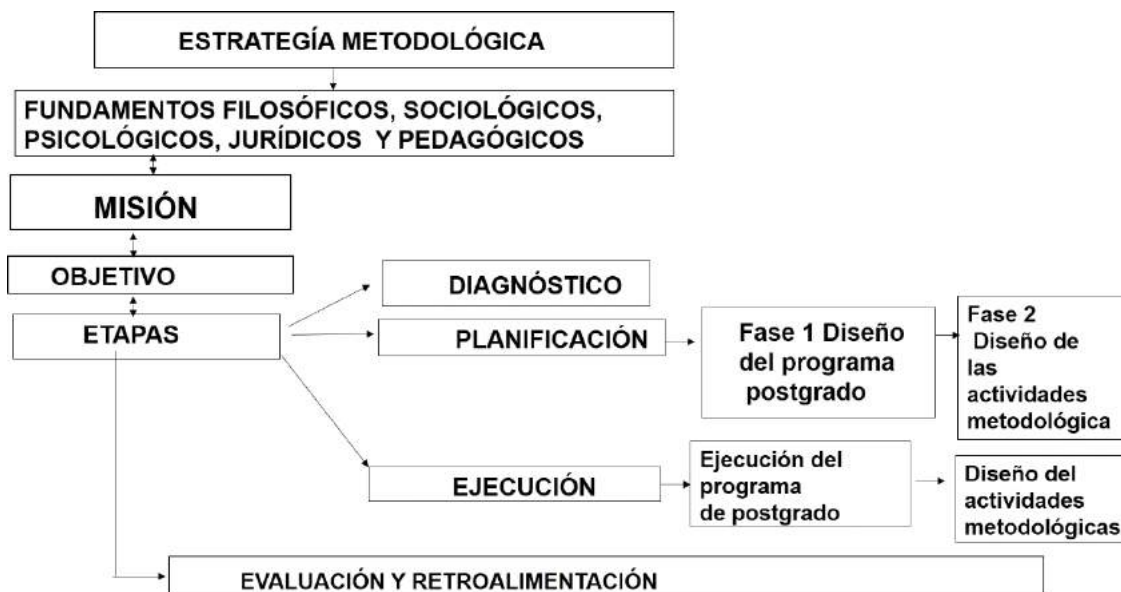 ESTRATEGÍA METODOLÓGICA
FUNDAMENTOS FILOSÓFICOS, SOCIOLÓGICOS,
PSICOLÓGICOS, JURÍDICOS Y PEDAGÓGICOS
MISIÓN
OBJETIVO
ETAPAS
DIAGNÓSTICO
PLANIFICACIÓN
Fase 1 Diseño
del programa
postgrado
Fase 2
Diseño de
las
actividades
metodológica
EJECUCIÓN
Ejecución del
programa
de postgrado
Diseño del
actividades
metodológicas
EVALUACIÓN Y RETROALIMENTACIÓN